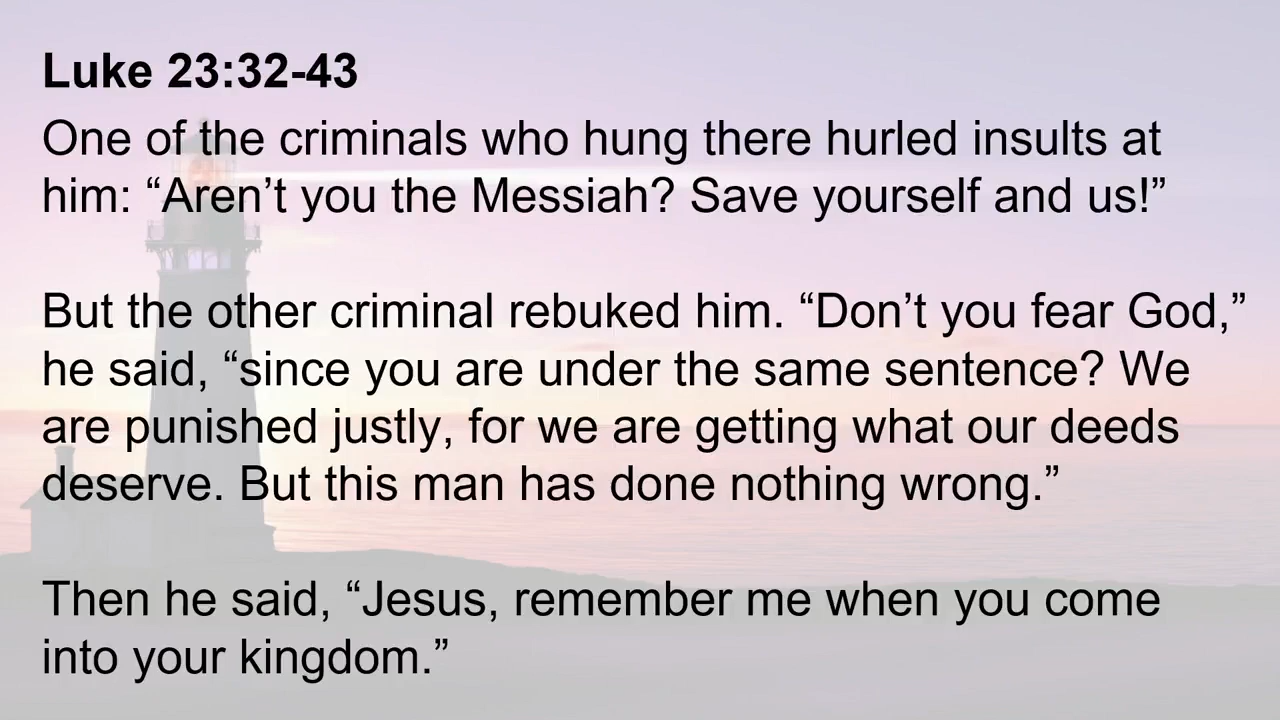 Luke 23:32-43
One of the criminals who hung there hurled insults at
him: “Aren’t you the Messiah? Save yourself and us!”
But the other criminal rebuked him. “Don’t you fear God,”
he said, “since you are under the same sentence? We
are punished justly, for we are getting what our deeds
deserve. But this man has done nothing wrong.”
Then he said, “Jesus, remember me when you come
into your kingdom.”